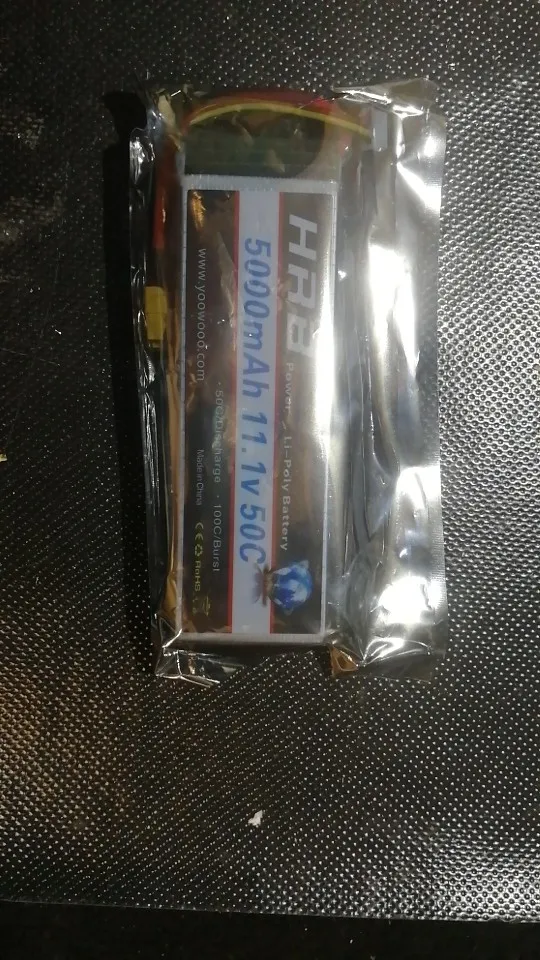 HRB
Power Li-Poly Battery
5000mAh 11.1v 50C
· 50C/Discharge · 100C/Burst
www.yoowooo.com
Made in China CE RoHS